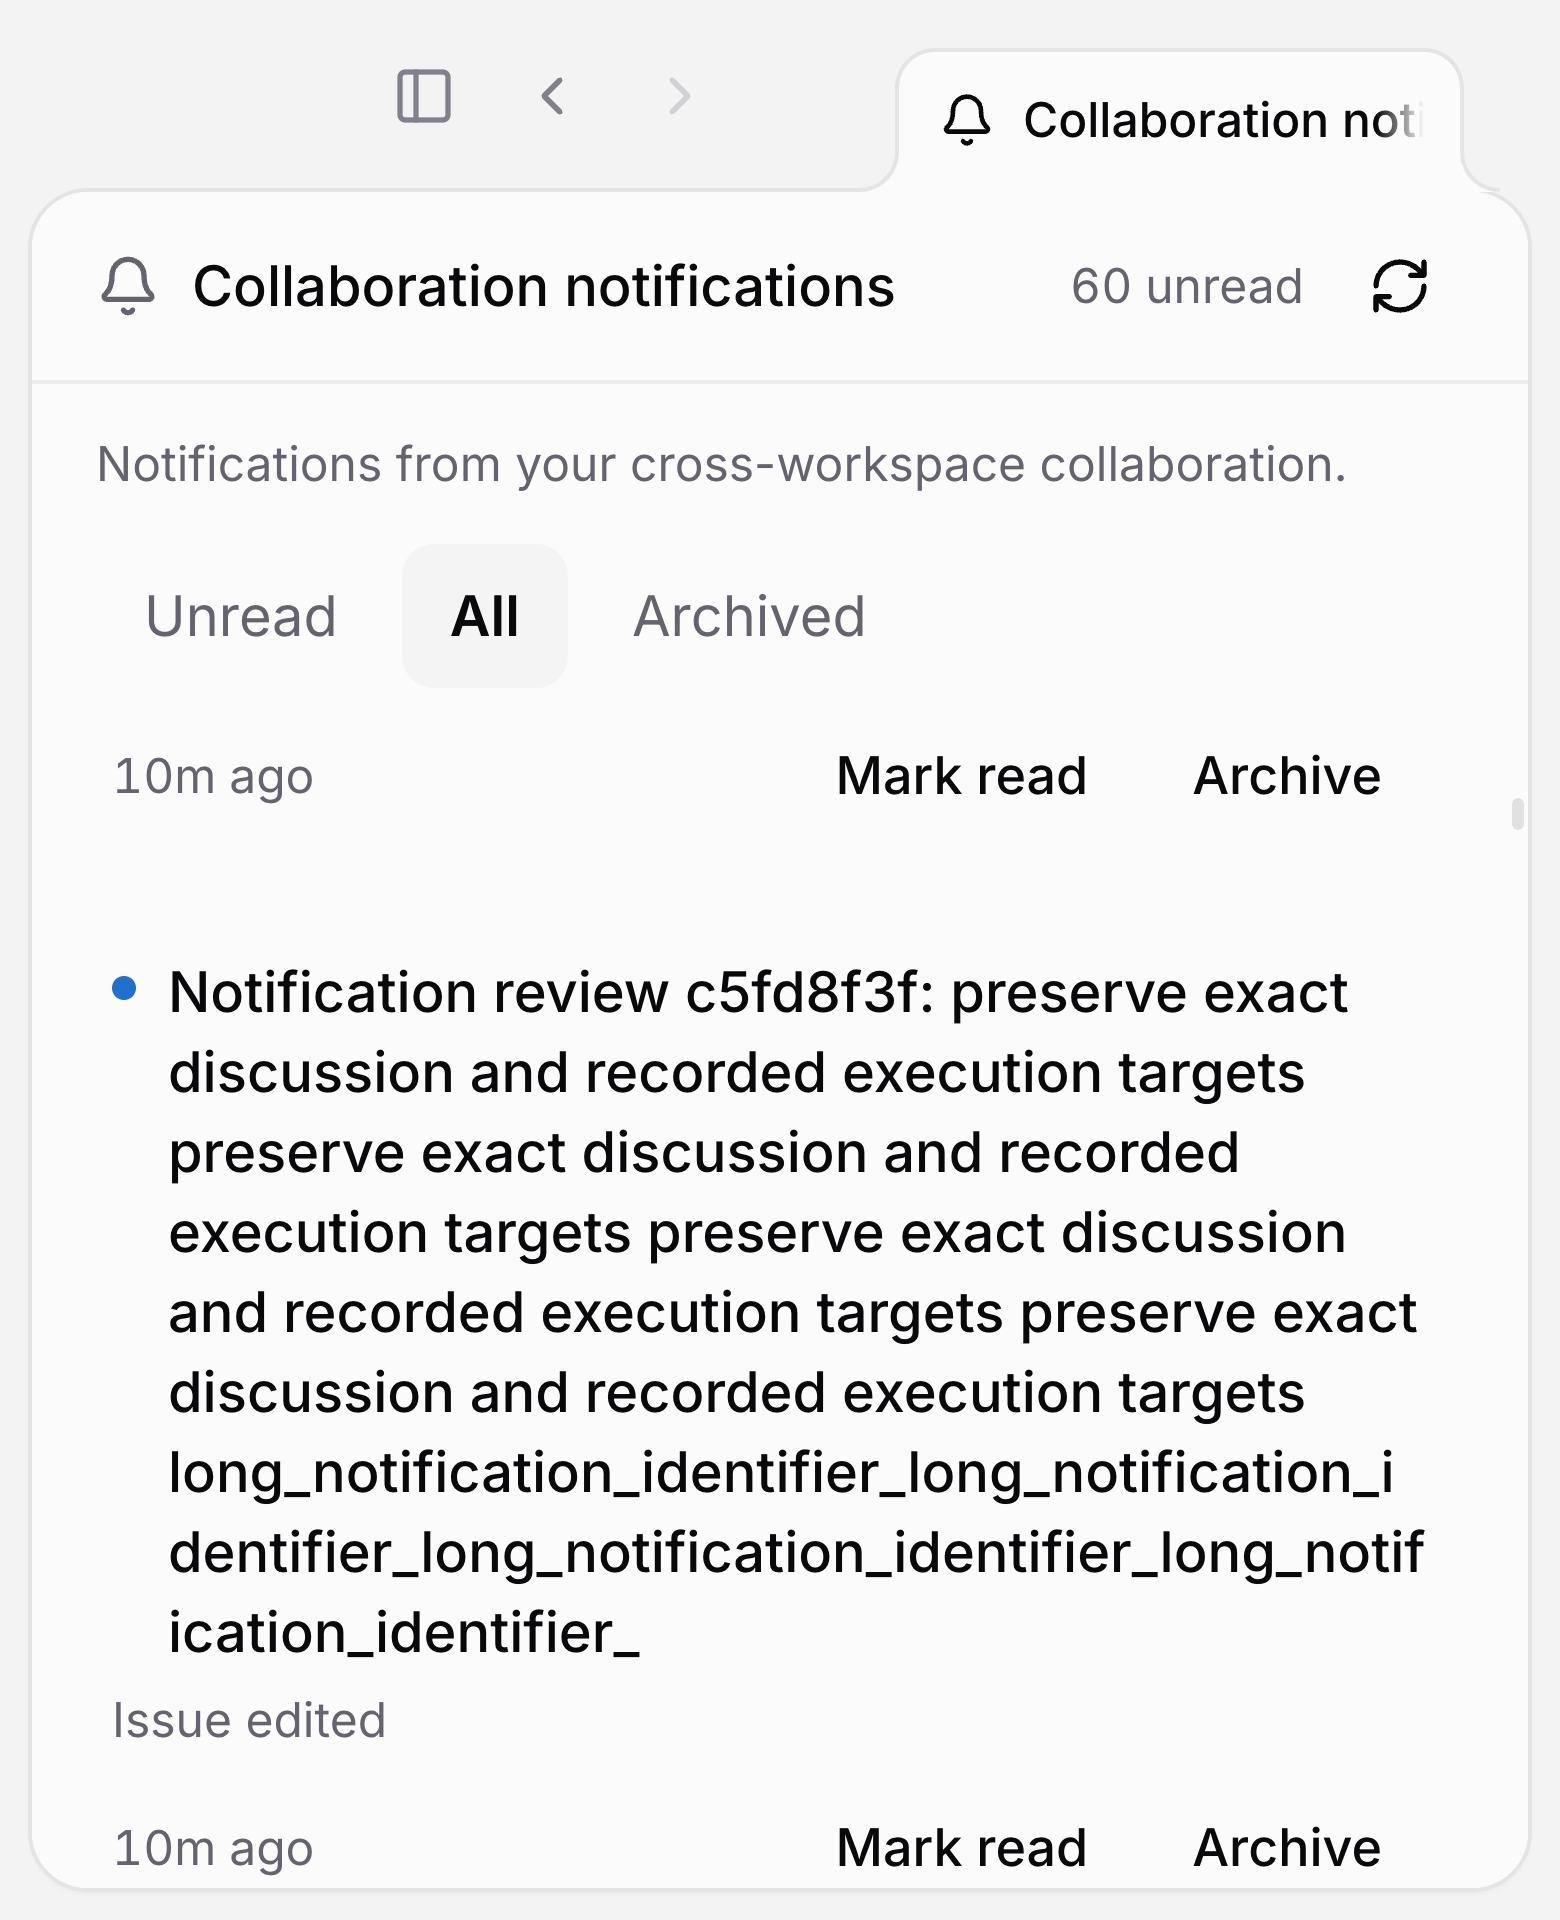 Collaboration noti
Collaboration notifications
60 unread
Notifications from your cross-workspace collaboration.
Unread
All
Archived
10m ago
Mark read
Archive
Notification review c5fd8f3f: preserve exact
discussion and recorded execution targets
preserve exact discussion and recorded
execution targets preserve exact discussion
and recorded execution targets preserve exact
discussion and recorded execution targets
long_notification_identifier_long_notification_i
dentifier_long_notification_identifier_long_notif
ication_identifier_
Issue edited
10m ago
Mark read
Archive